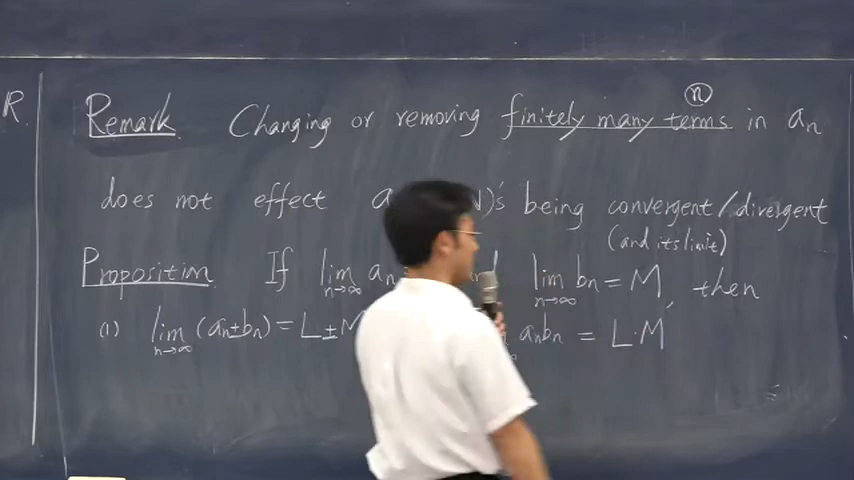 R.
ⓝ
Remark. Changing or removing finitely many terms in aₙ
does not effect a N)'s being convergent/divergent
(and its limit)
Proposition. If lim n→∞ aₙ lim n→∞ bₙ = M, then
(1) lim n→∞ (aₙ±bₙ) = L±M aₙbₙ = L·M